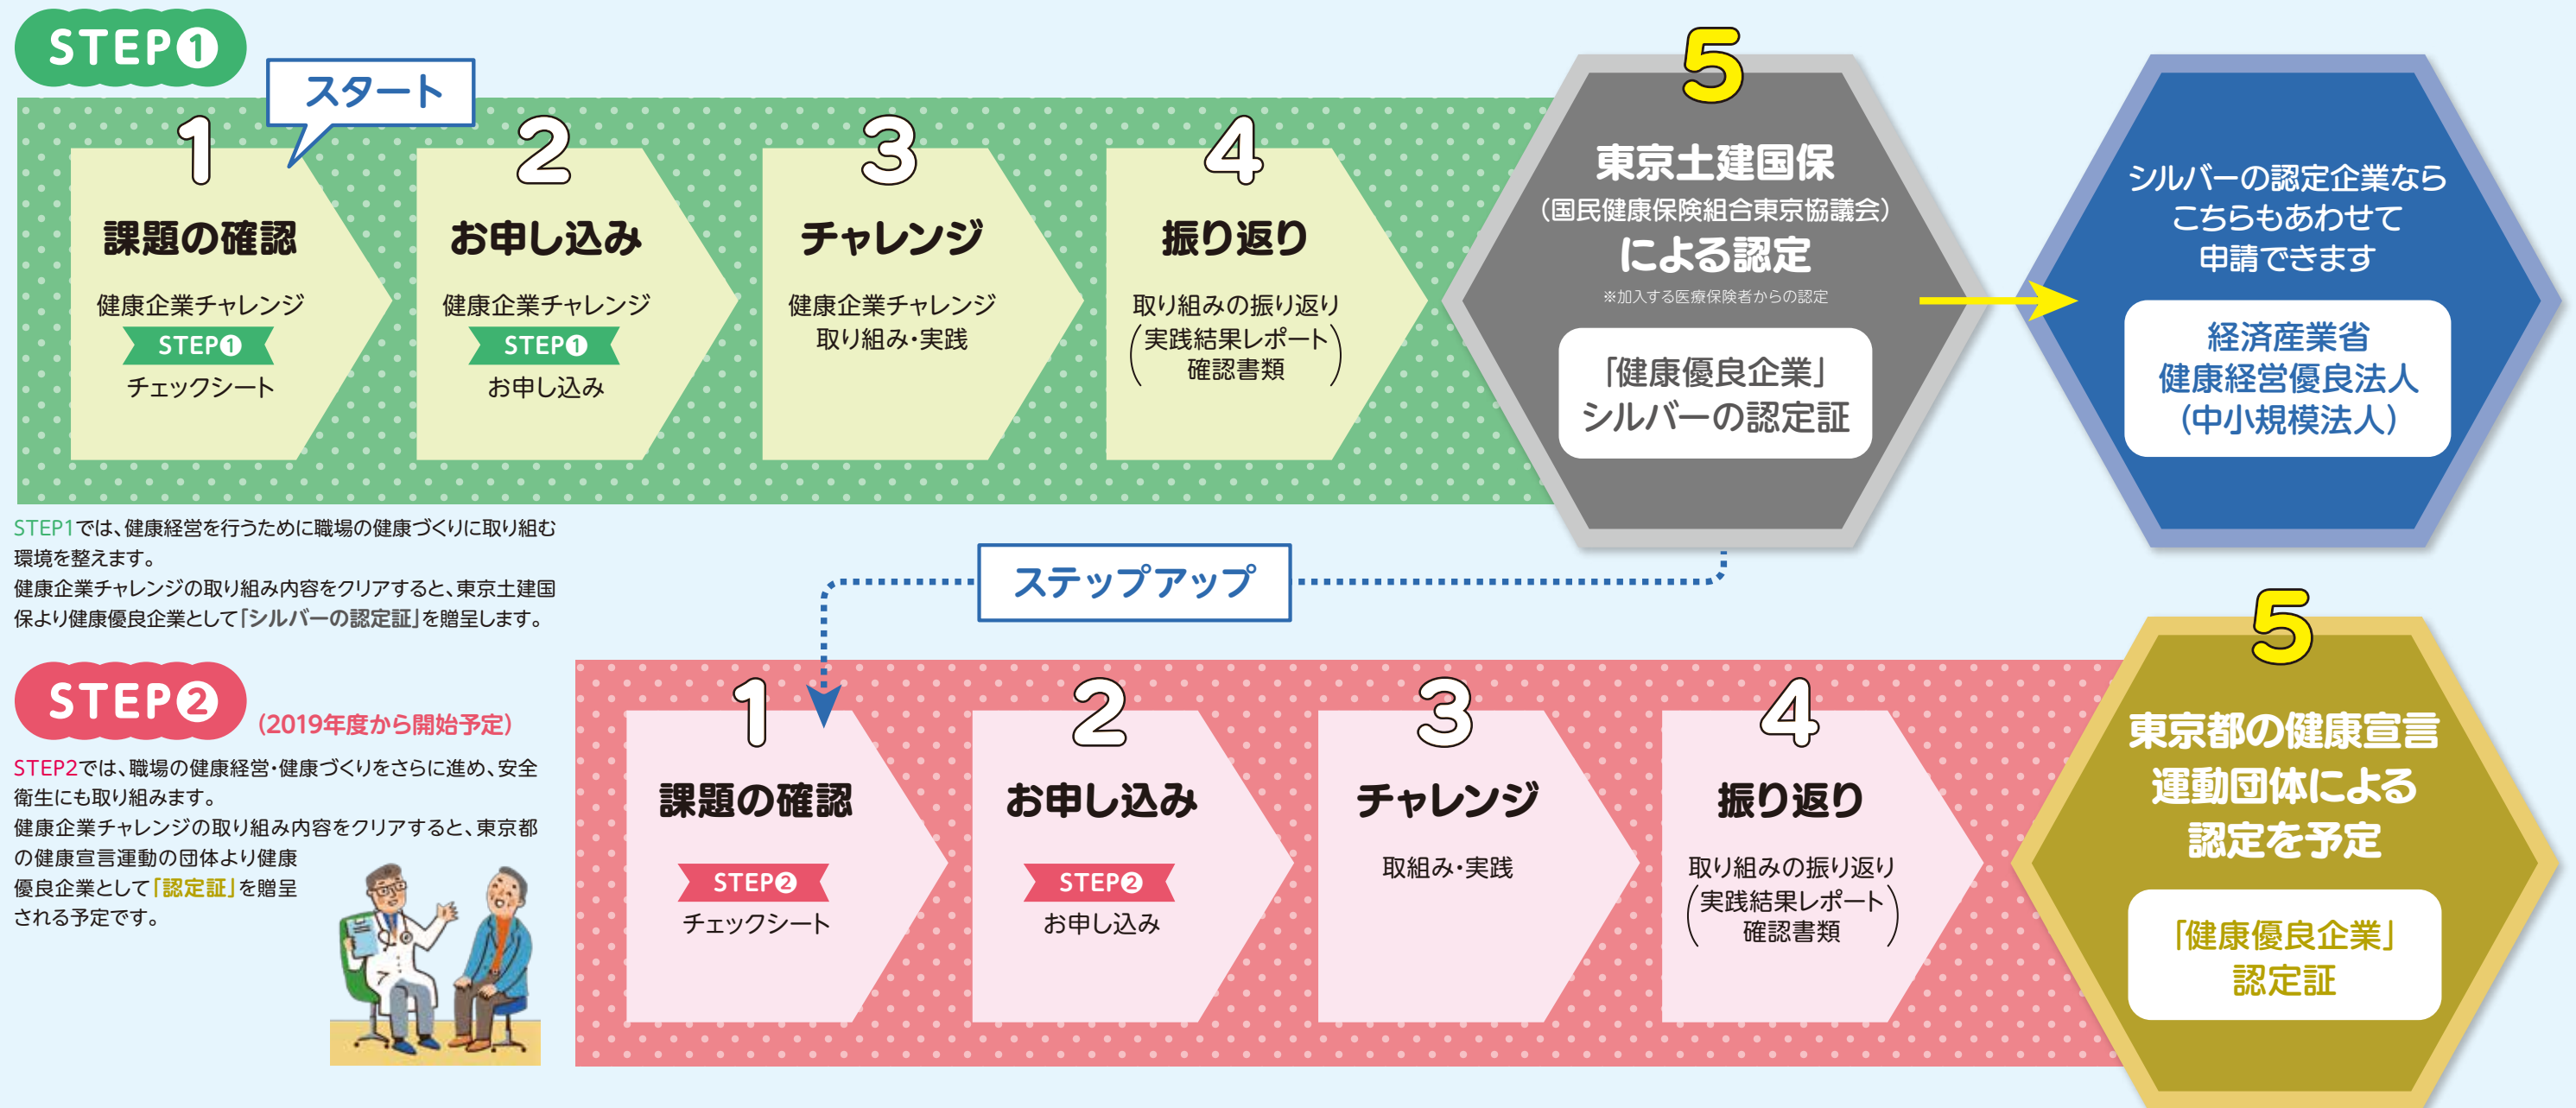 STEP❶
スタート
1
課題の確認
健康企業チャレンジ
STEP❶
チェックシート
2
お申し込み
健康企業チャレンジ
STEP❶
お申し込み
3
チャレンジ
健康企業チャレンジ
取り組み・実践
4
振り返り
取り組みの振り返り
(実践結果レポート
確認書類)
5
東京土建国保
(国民健康保険組合東京協議会)
による認定
※加入する医療保険者からの認定
「健康優良企業」
シルバーの認定証
シルバーの認定企業なら
こちらもあわせて
申請できます
経済産業省
健康経営優良法人
(中小規模法人)
STEP1では、健康経営を行うために職場の健康づくりに取り組む
環境を整えます。
健康企業チャレンジの取り組み内容をクリアすると、東京土建国
保より健康優良企業として「シルバーの認定証」を贈呈します。
ステップアップ
STEP❷
(2019年度から開始予定)
STEP2では、職場の健康経営・健康づくりをさらに進め、安全
衛生にも取り組みます。
健康企業チャレンジの取り組み内容をクリアすると、東京都
の健康宣言運動の団体より健康
優良企業として「認定証」を贈呈
される予定です。
1
課題の確認
STEP❷
チェックシート
2
お申し込み
STEP❷
お申し込み
3
チャレンジ
取組み・実践
4
振り返り
取り組みの振り返り
(実践結果レポート
確認書類)
5
東京都の健康宣言
運動団体による
認定を予定
「健康優良企業」
認定証